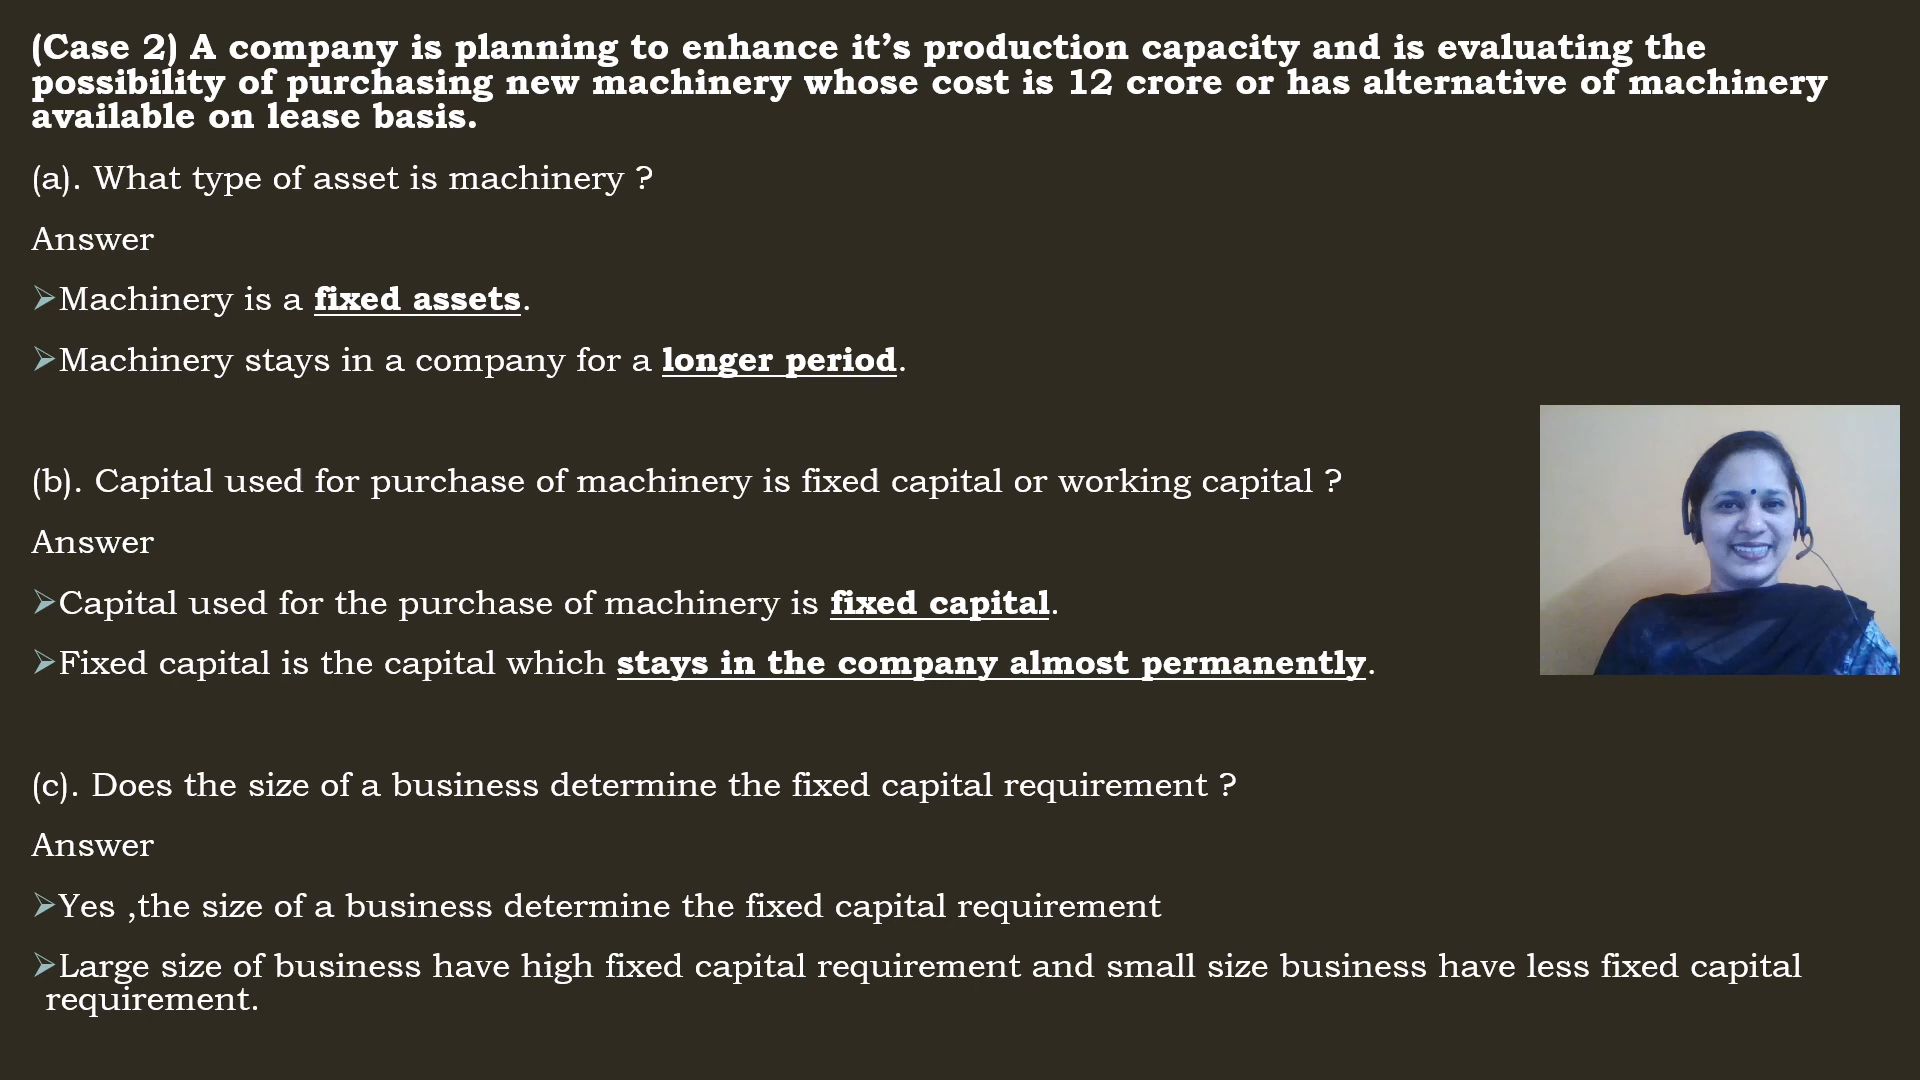 (Case 2) A company is planning to enhance it’s production capacity and is evaluating the
possibility of purchasing new machinery whose cost is 12 crore or has alternative of machinery
available on lease basis.
(a). What type of asset is machinery ?
Answer
➢Machinery is a fixed assets.
➢Machinery stays in a company for a longer period.
(b). Capital used for purchase of machinery is fixed capital or working capital ?
Answer
➢Capital used for the purchase of machinery is fixed capital.
➢Fixed capital is the capital which stays in the company almost permanently.
(c). Does the size of a business determine the fixed capital requirement ?
Answer
➢Yes ,the size of a business determine the fixed capital requirement
➢Large size of business have high fixed capital requirement and small size business have less fixed capital
requirement.